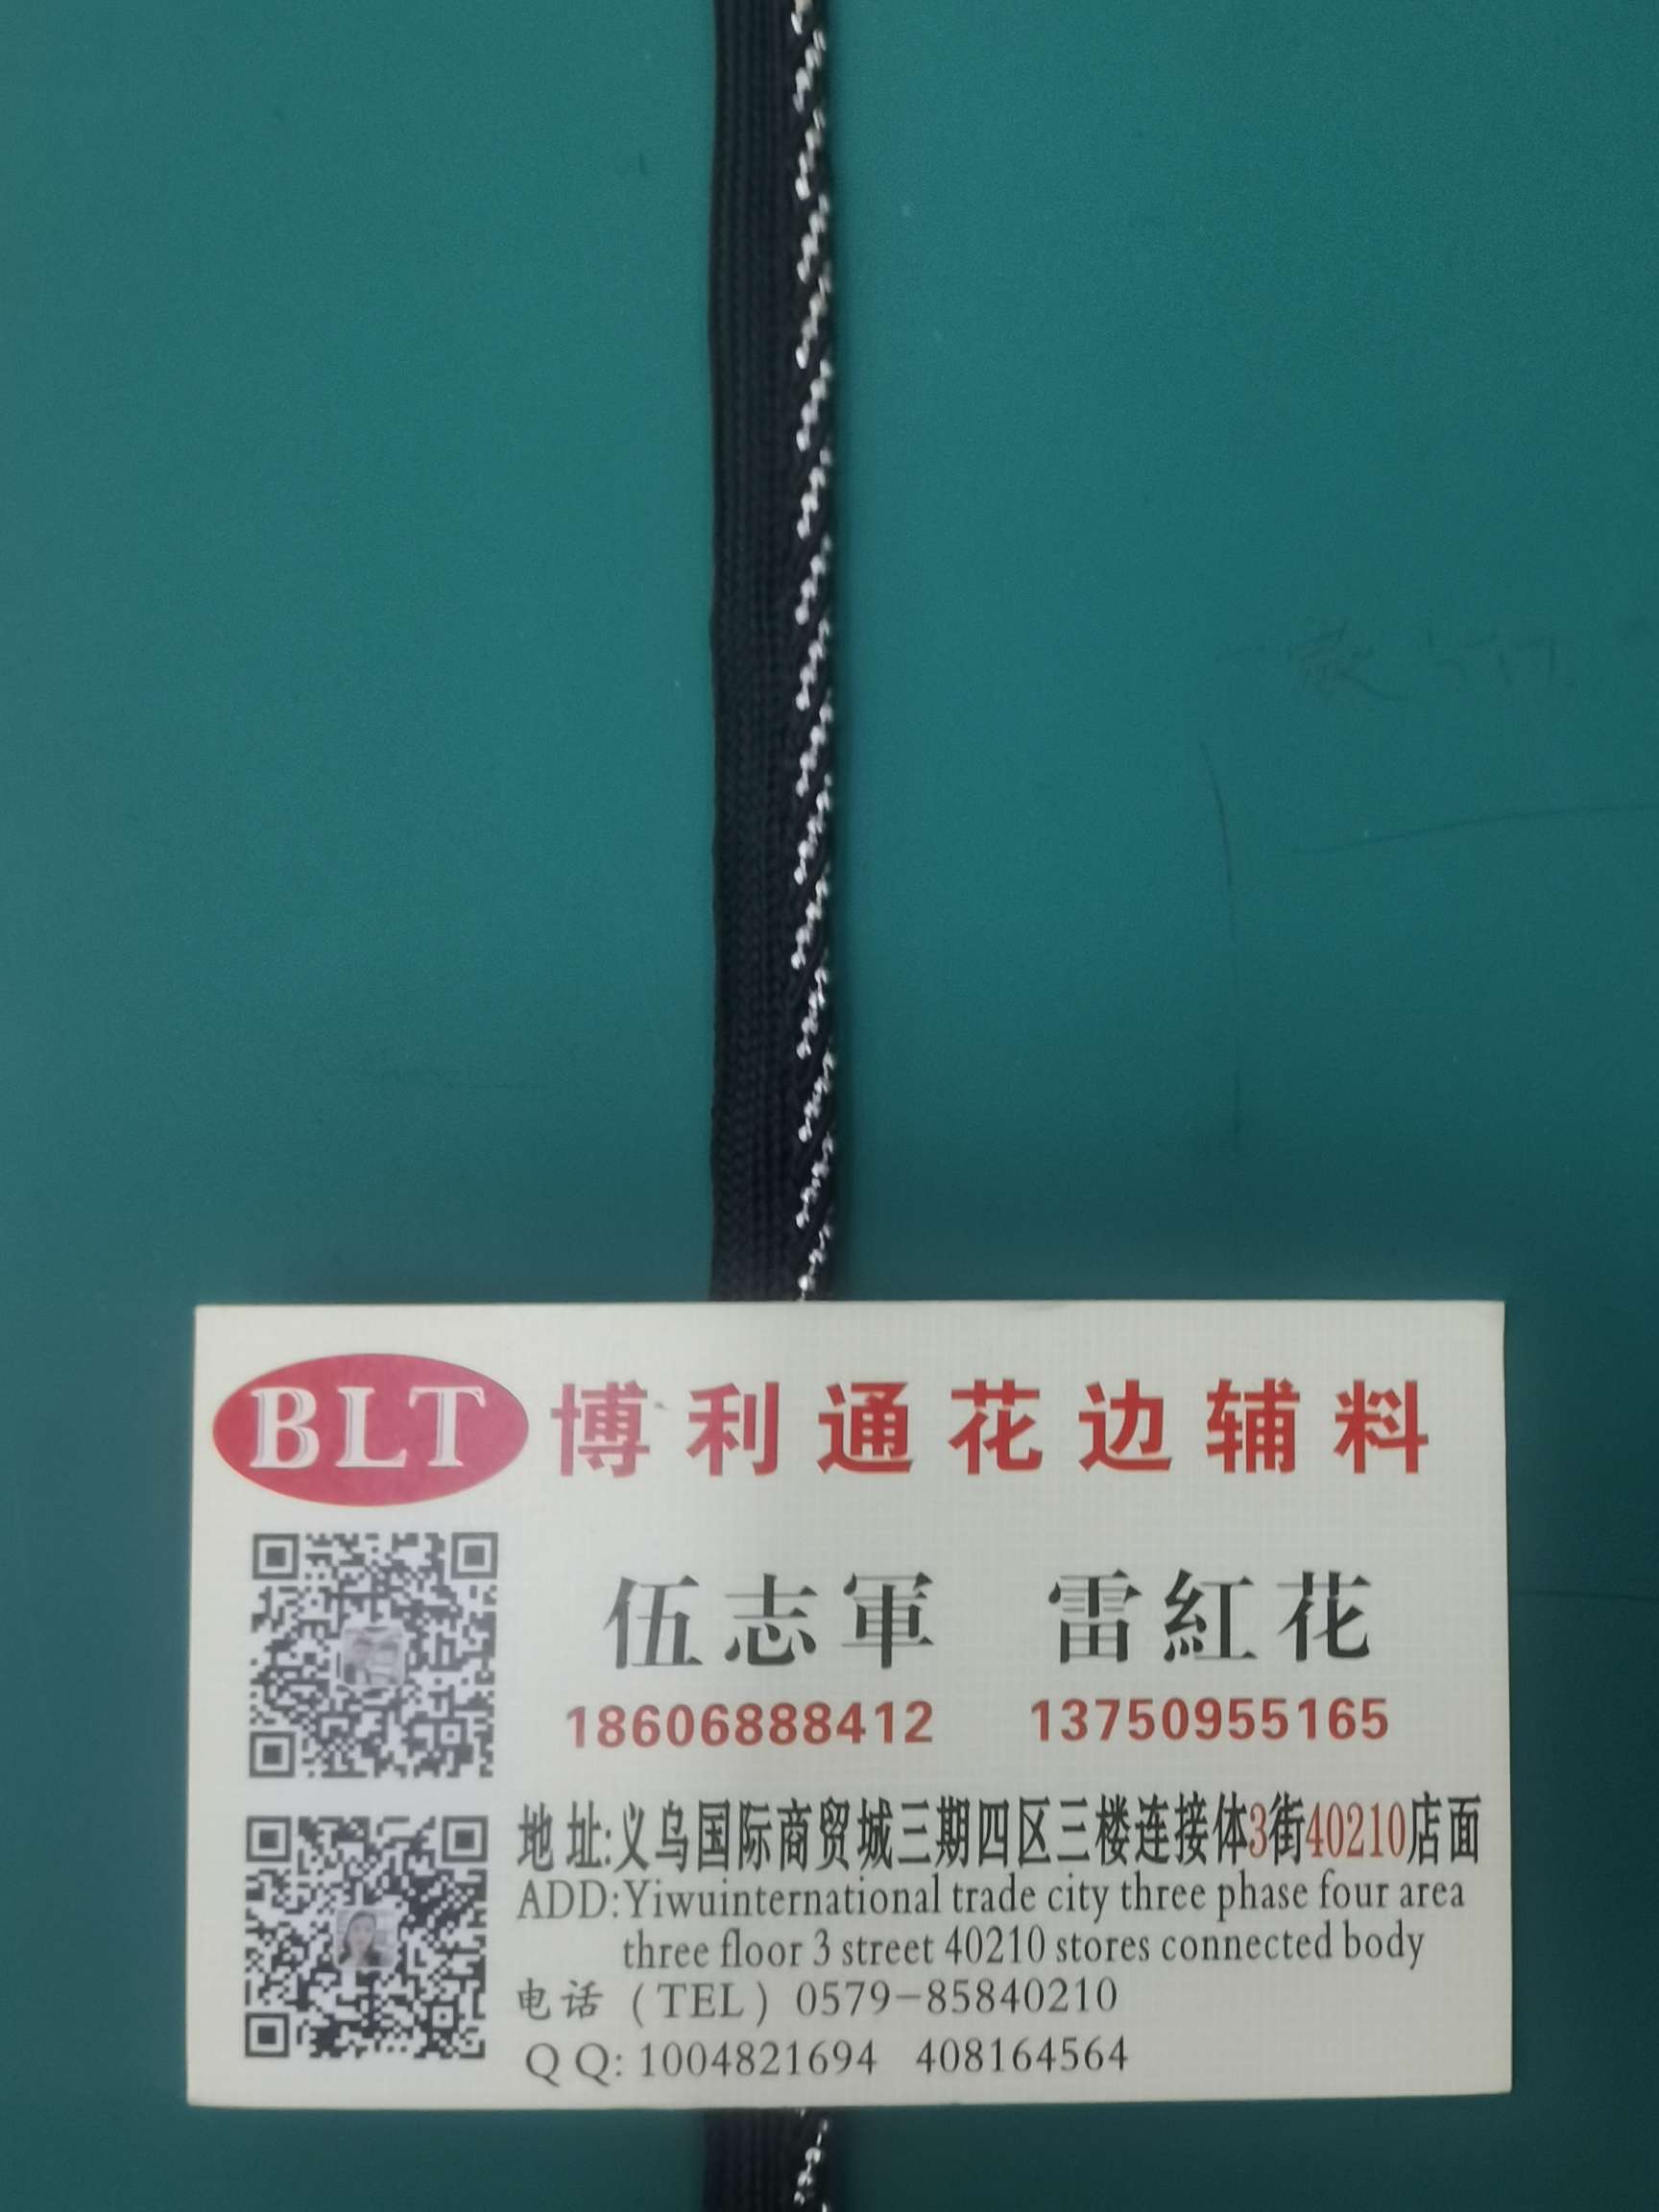 BLT 博利通花边辅料
伍志軍 雷紅花
18606888412 13750955165
地 址:义乌国际商贸城三期四区三楼连接体3街40210店面
ADD:Yiwuinternational trade city three phase four area
three floor 3 street 40210 stores connected body
电话（TEL）0579-85840210
QQ: 1004821694 408164564